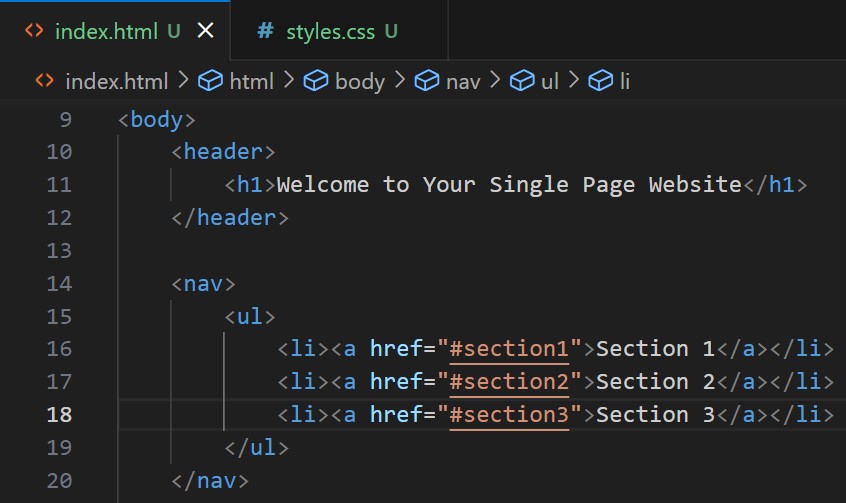 index.html U × # styles.css U
index.html > html > body > nav > ul > li
9 <body>
10 <header>
11 <h1>Welcome to Your Single Page Website</h1>
12 </header>
13
14 <nav>
15 <ul>
16 <li><a href="#section1">Section 1</a></li>
17 <li><a href="#section2">Section 2</a></li>
18 <li><a href="#section3">Section 3</a></li>
19 </ul>
20 </nav>